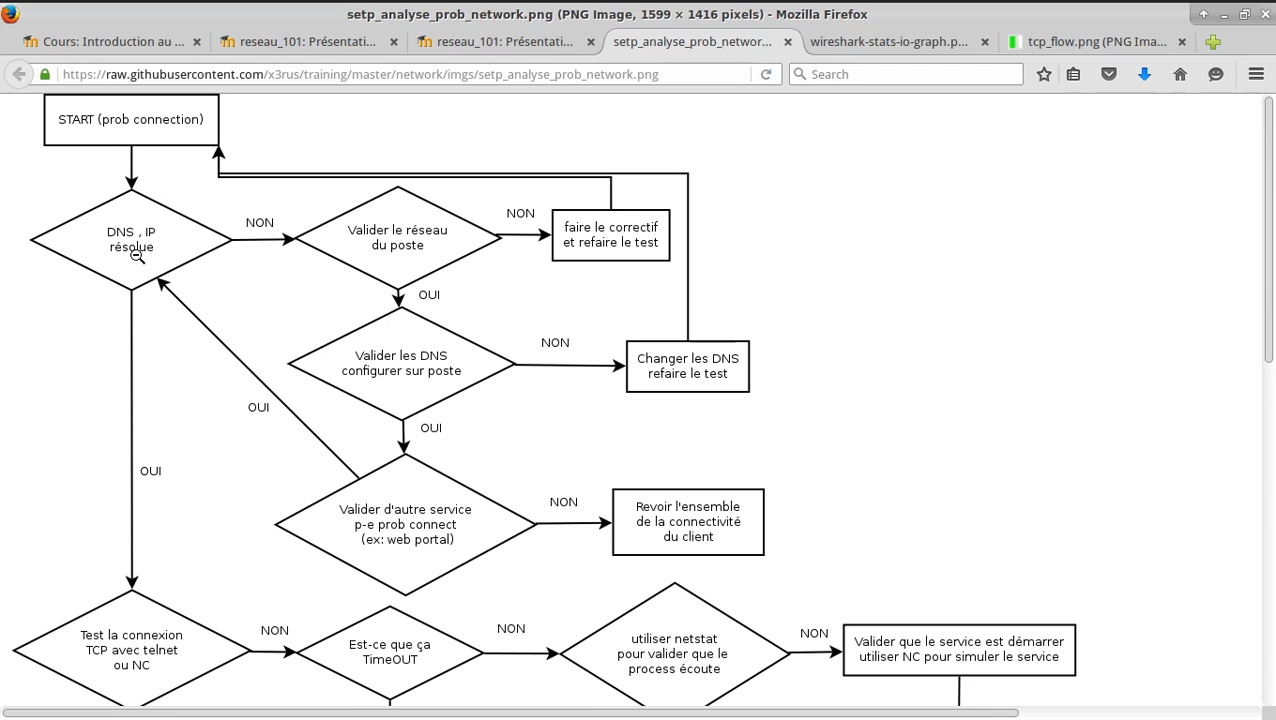 setp_analyse_prob_network.png (PNG Image, 1599 × 1416 pixels) - Mozilla Firefox
Cours: Introduction au ...
reseau_101: Présentati...
reseau_101: Présentati...
setp_analyse_prob_networ...
wireshark-stats-io-graph.p...
tcp_flow.png (PNG Ima...
https://raw.githubusercontent.com/x3rus/training/master/network/imgs/setp_analyse_prob_network.png
Search
START (prob connection)
DNS , IP
résolue
NON
Valider le réseau
du poste
NON
faire le correctif
et refaire le test
OUI
Valider les DNS
configurer sur poste
NON
Changer les DNS
refaire le test
OUI
OUI
OUI
Valider d'autre service
p-e prob connect
(ex: web portal)
NON
Revoir l'ensemble
de la connectivité
du client
Test la connexion
TCP avec telnet
ou NC
NON
Est-ce que ça
TimeOUT
NON
utiliser netstat
pour valider que le
process écoute
NON
Valider que le service est démarrer
utiliser NC pour simuler le service